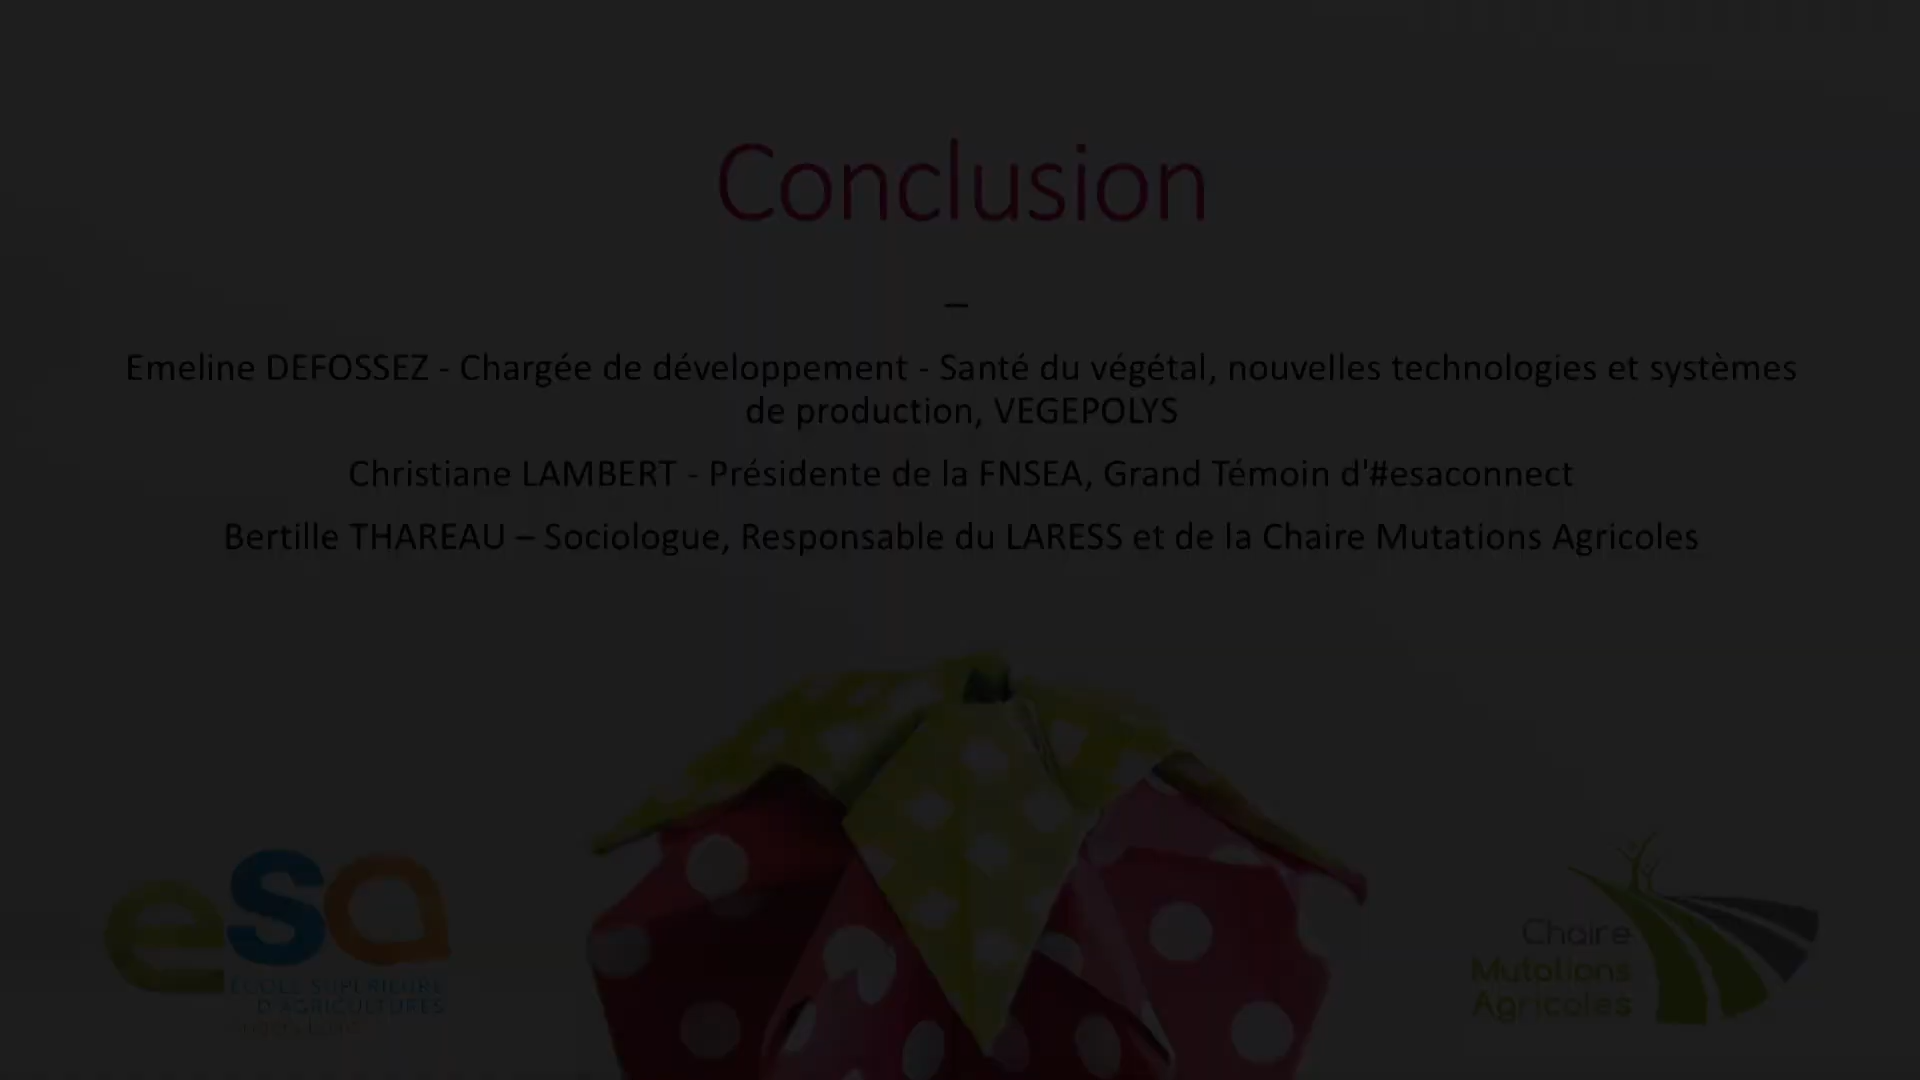 Conclusion
–
Emeline DEFOSSEZ - Chargée de développement - Santé du végétal, nouvelles technologies et systèmes
de production, VEGEPOLYS
Christiane LAMBERT - Présidente de la FNSEA, Grand Témoin d'#esaconnect
Bertille THAREAU – Sociologue, Responsable du LARESS et de la Chaire Mutations Agricoles
esa
ÉCOLE SUPÉRIEURE
D'AGRICULTURES
Chaire
Mutations
Agricoles